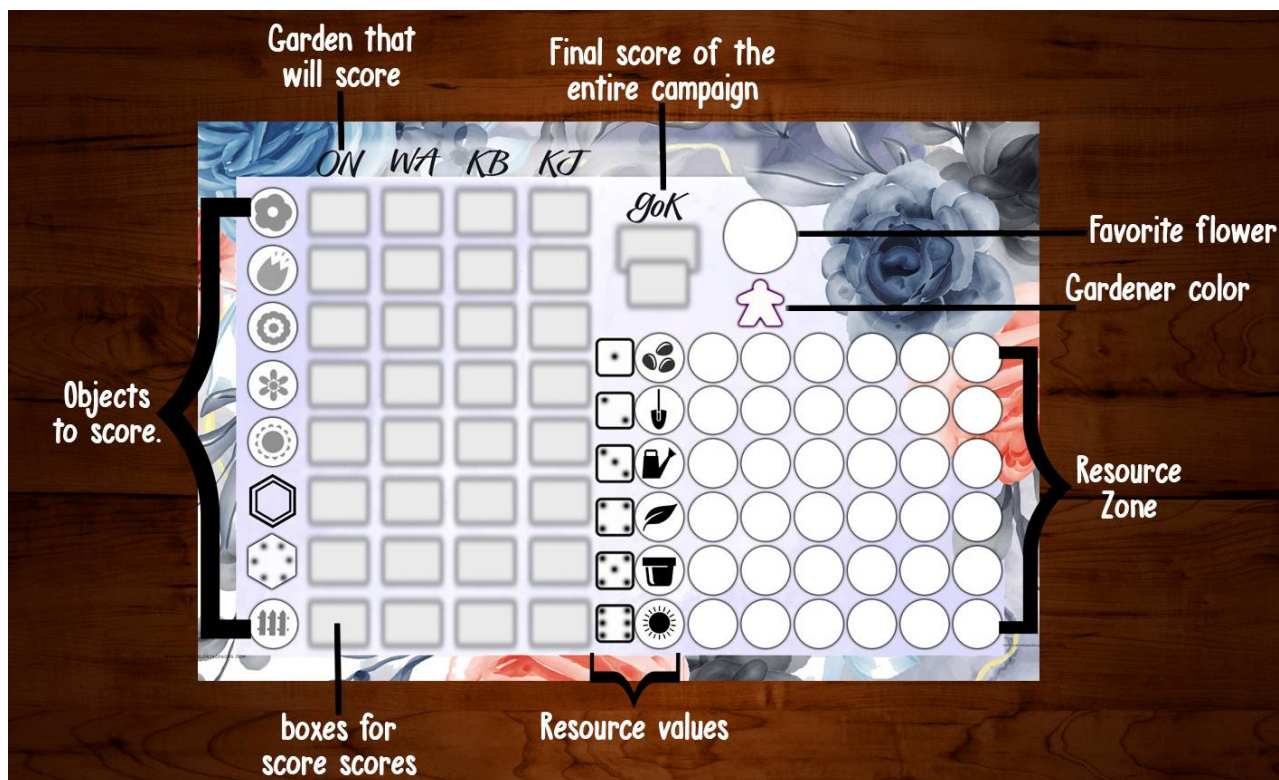 Garden that
will score
Final score of the
entire campaign
ON WA KB KJ
goK
Favorite flower
Gardener color
Objects
to score.
Resource
Zone
boxes for
score scores
Resource values